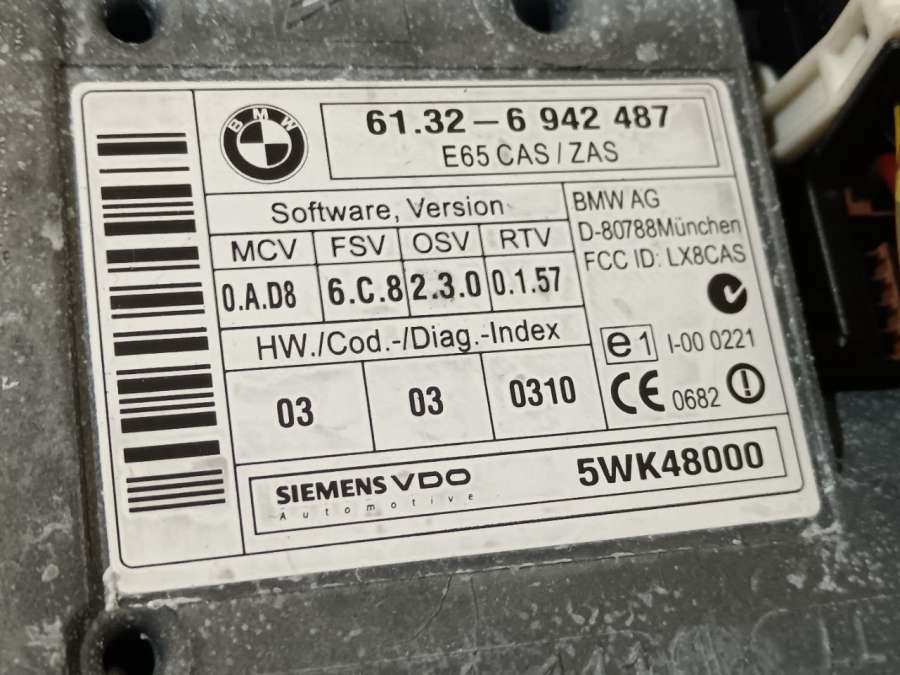 BMW
61.32-6 942 487
E65 CAS / ZAS
Software, Version
MCV FSV OSV RTV
0.A.D8 6.C.8 2.3.0 0.1.57
BMW AG
D-80788München
FCC ID: LX8CAS
HW./Cod.-/Diag.-Index
03 03 0310
e1 I-00 0221
CE 0682
SIEMENS VDO
Automotive
5WK48000